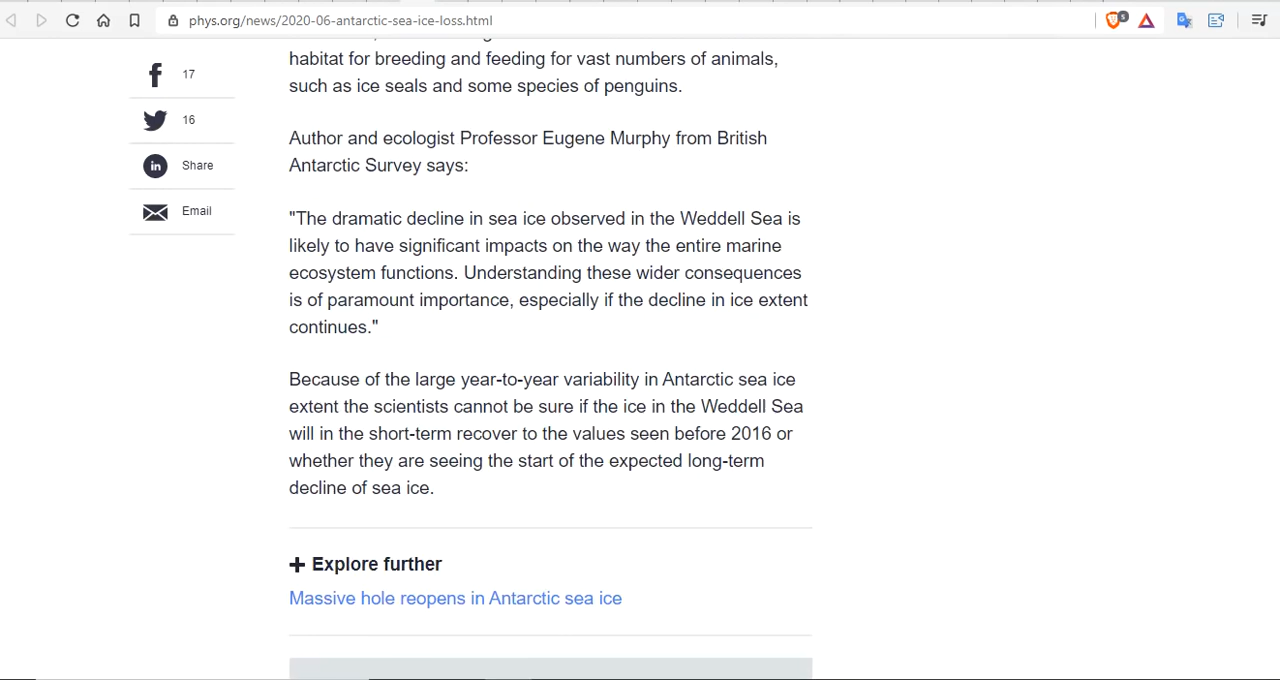 phys.org/news/2020-06-antarctic-sea-ice-loss.html
5
habitat for breeding and feeding for vast numbers of animals,
such as ice seals and some species of penguins.
17
16
Share
Email
Author and ecologist Professor Eugene Murphy from British
Antarctic Survey says:
"The dramatic decline in sea ice observed in the Weddell Sea is
likely to have significant impacts on the way the entire marine
ecosystem functions. Understanding these wider consequences
is of paramount importance, especially if the decline in ice extent
continues."
Because of the large year-to-year variability in Antarctic sea ice
extent the scientists cannot be sure if the ice in the Weddell Sea
will in the short-term recover to the values seen before 2016 or
whether they are seeing the start of the expected long-term
decline of sea ice.
Explore further
Massive hole reopens in Antarctic sea ice